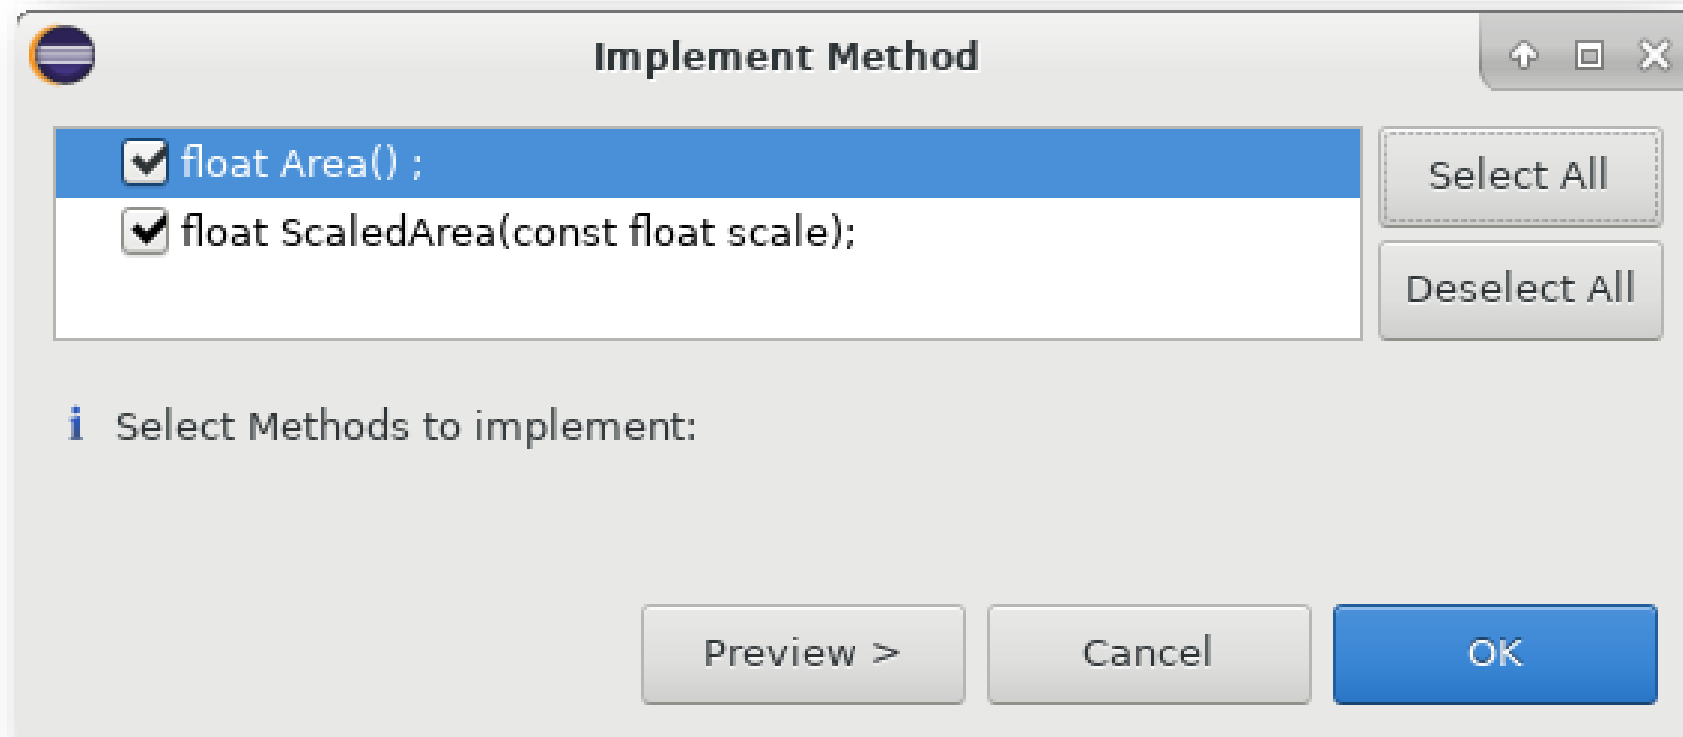 Implement Method
float Area() ;
float ScaledArea(const float scale);
Select All
Deselect All
i Select Methods to implement:
Preview > Cancel OK